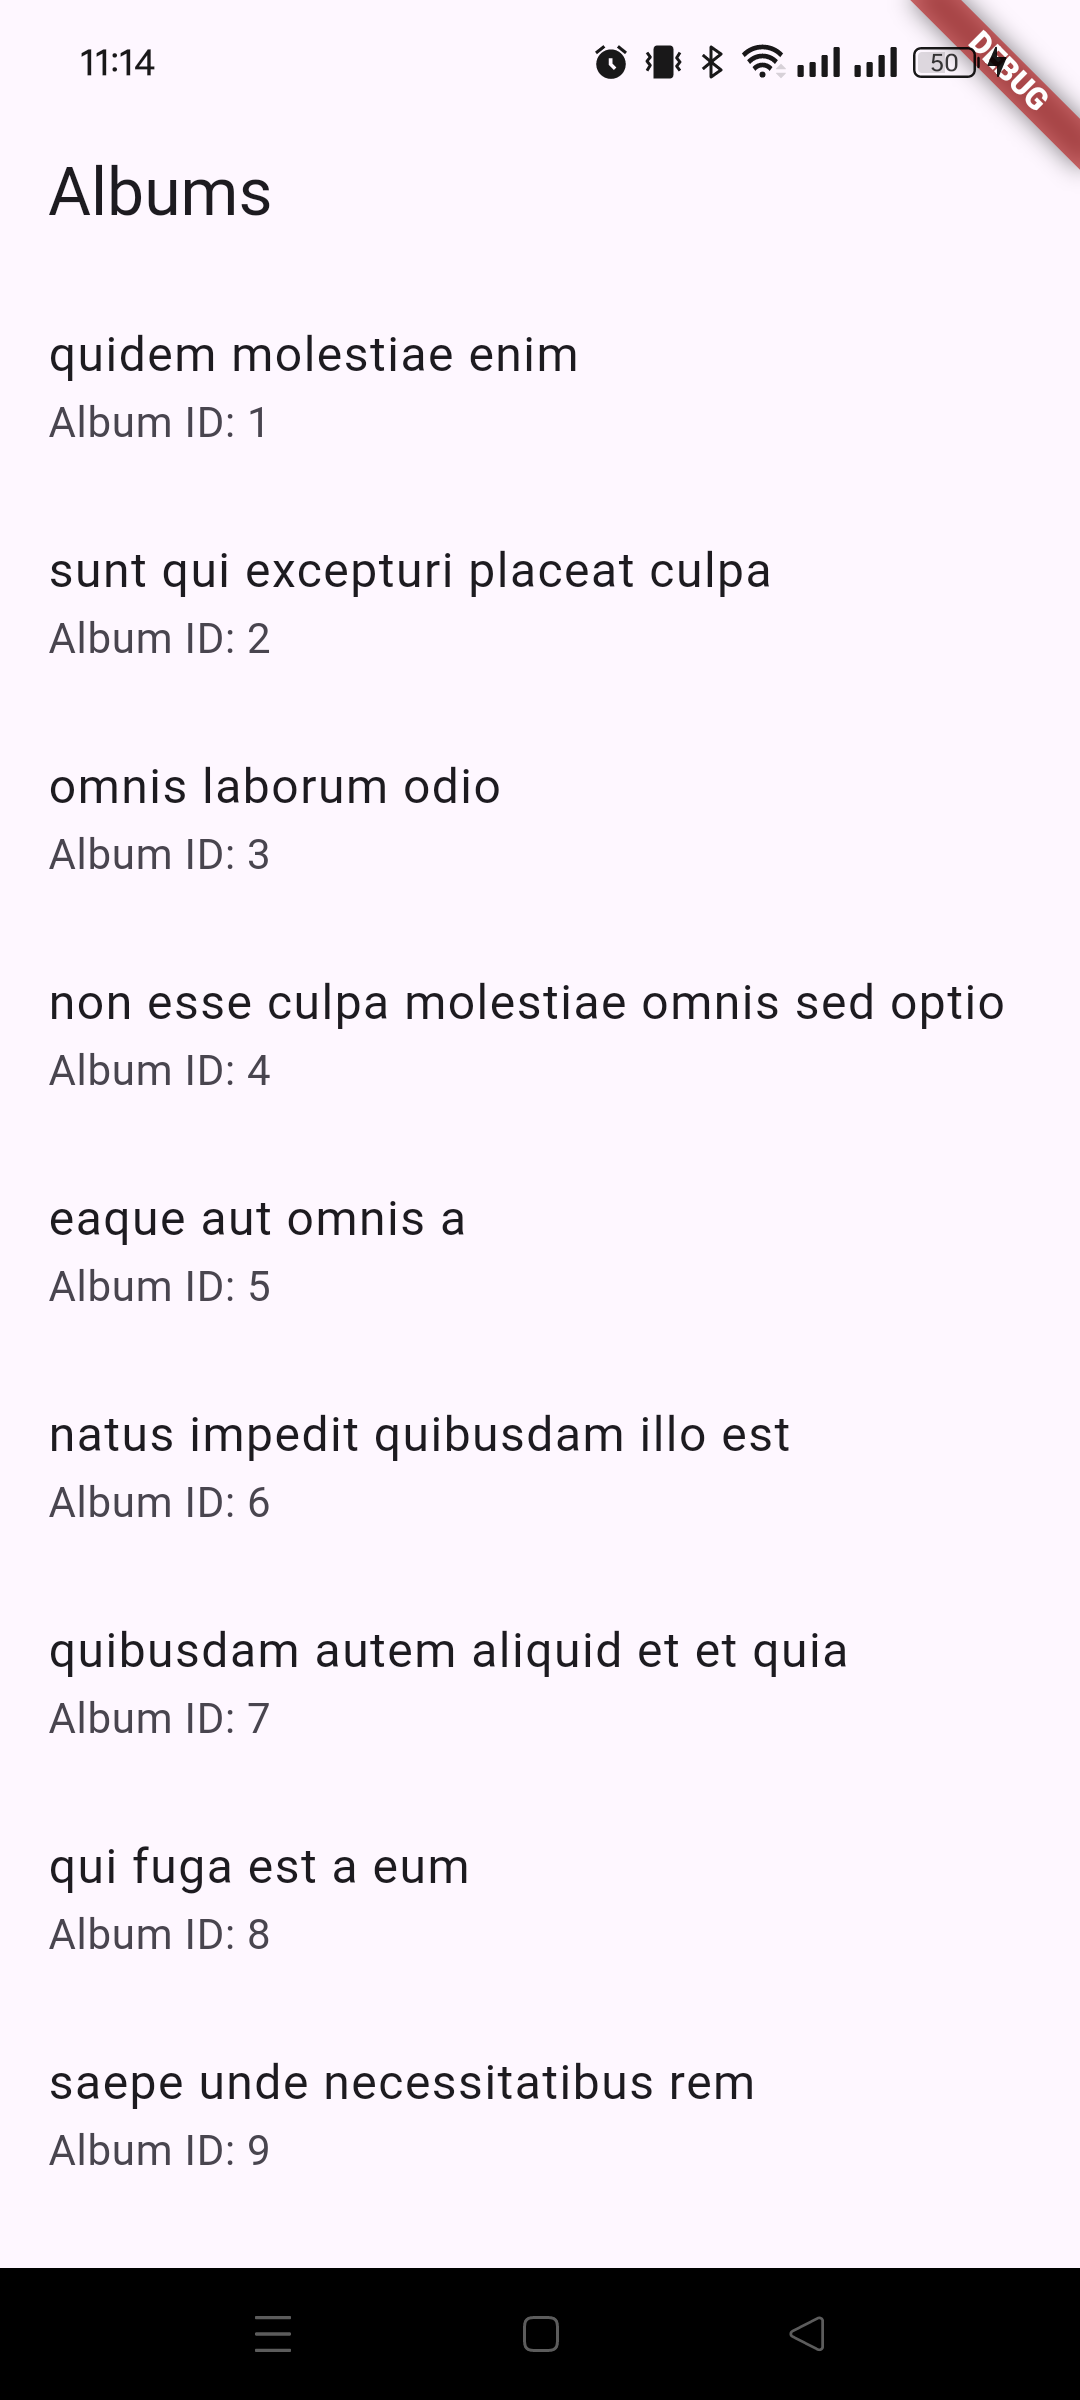 11:14
50
DEBUG
Albums
quidem molestiae enim
Album ID: 1
sunt qui excepturi placeat culpa
Album ID: 2
omnis laborum odio
Album ID: 3
non esse culpa molestiae omnis sed optio
Album ID: 4
eaque aut omnis a
Album ID: 5
natus impedit quibusdam illo est
Album ID: 6
quibusdam autem aliquid et et quia
Album ID: 7
qui fuga est a eum
Album ID: 8
saepe unde necessitatibus rem
Album ID: 9